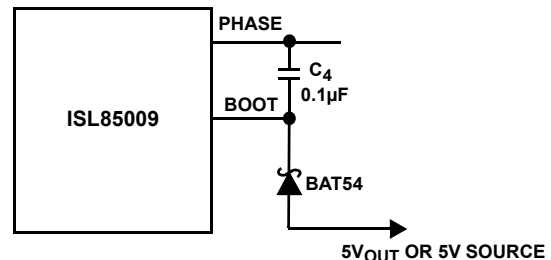 PHASE
C4
0.1µF
BOOT
ISL85009
BAT54
5VOUT OR 5V SOURCE